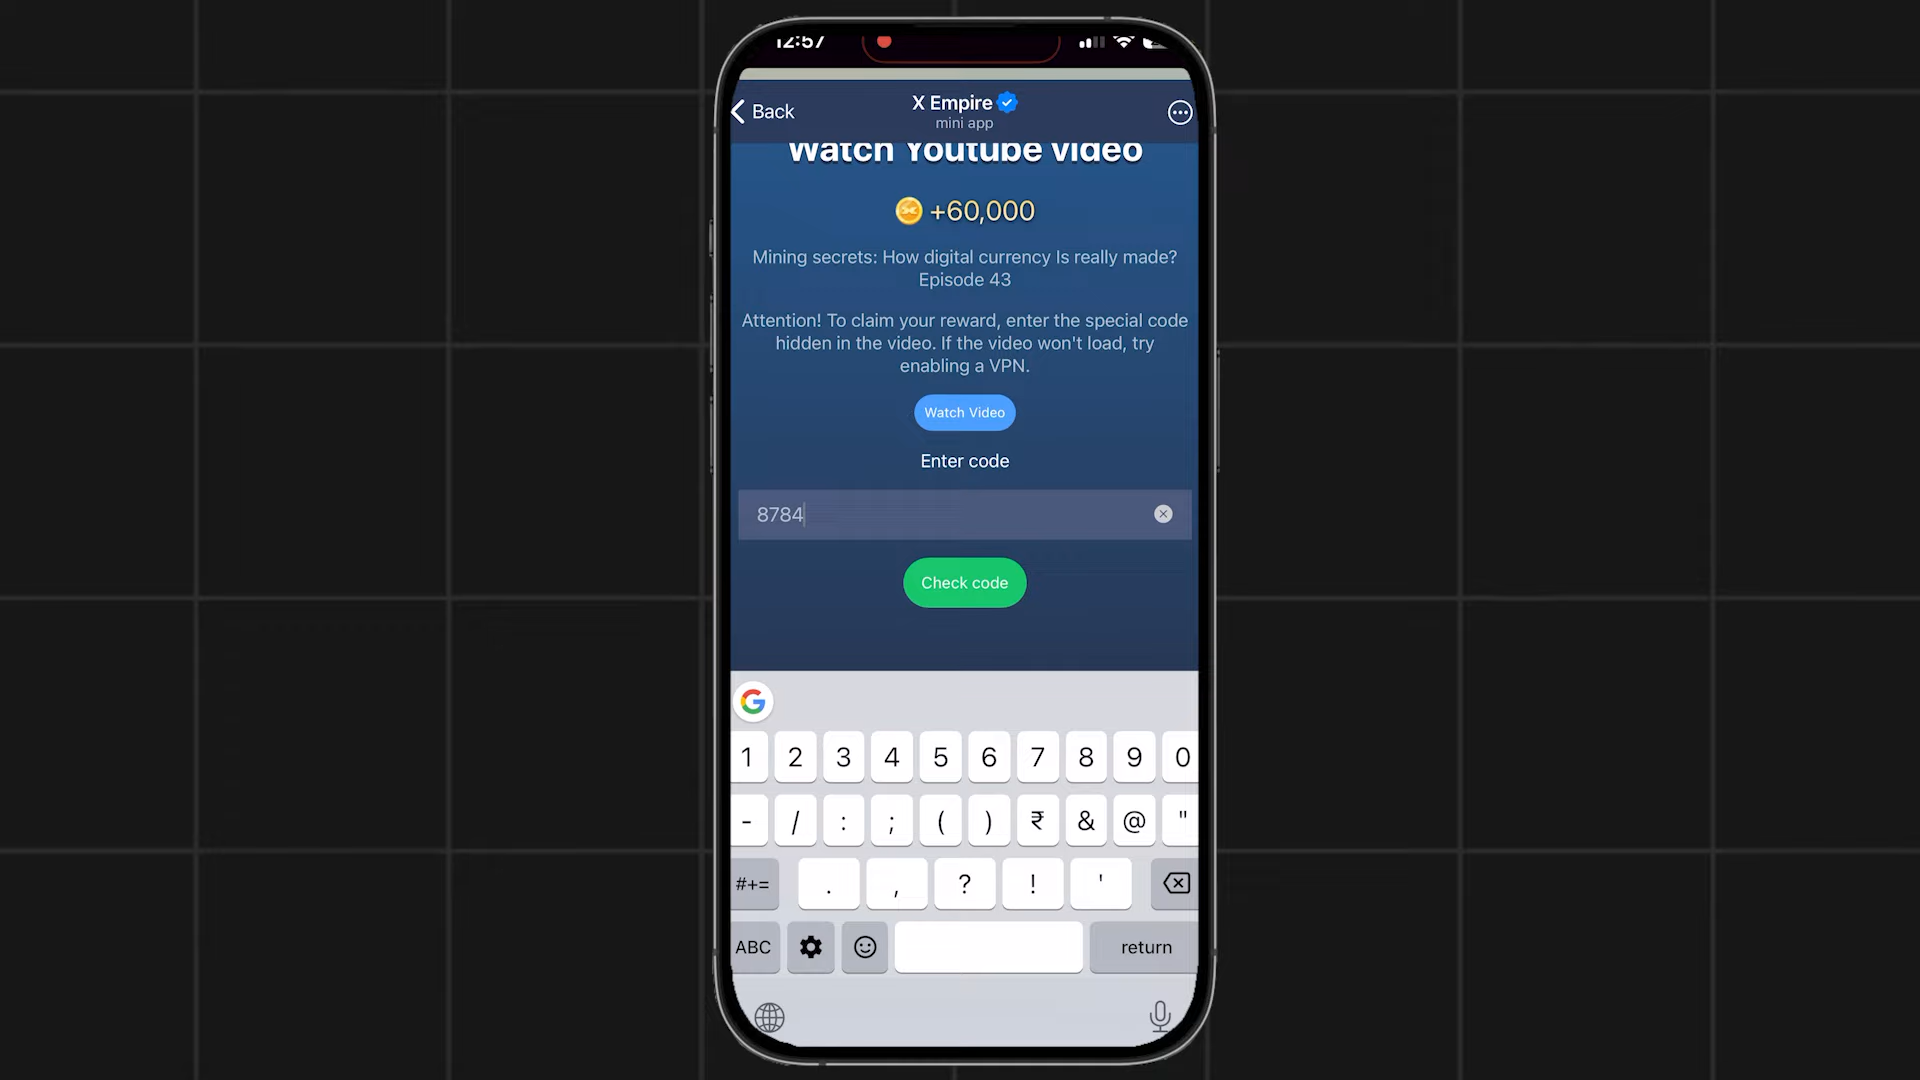 12:57
Back
X Empire
mini app
Watch Youtube video
+60,000
Mining secrets: How digital currency Is really made?
Episode 43
Attention! To claim your reward, enter the special code
hidden in the video. If the video won't load, try
enabling a VPN.
Watch Video
Enter code
8784
Check code
G
1 2 3 4 5 6 7 8 9 0
- / : ; ( ) ₹ & @ "
#+= . , ? ! '
ABC return